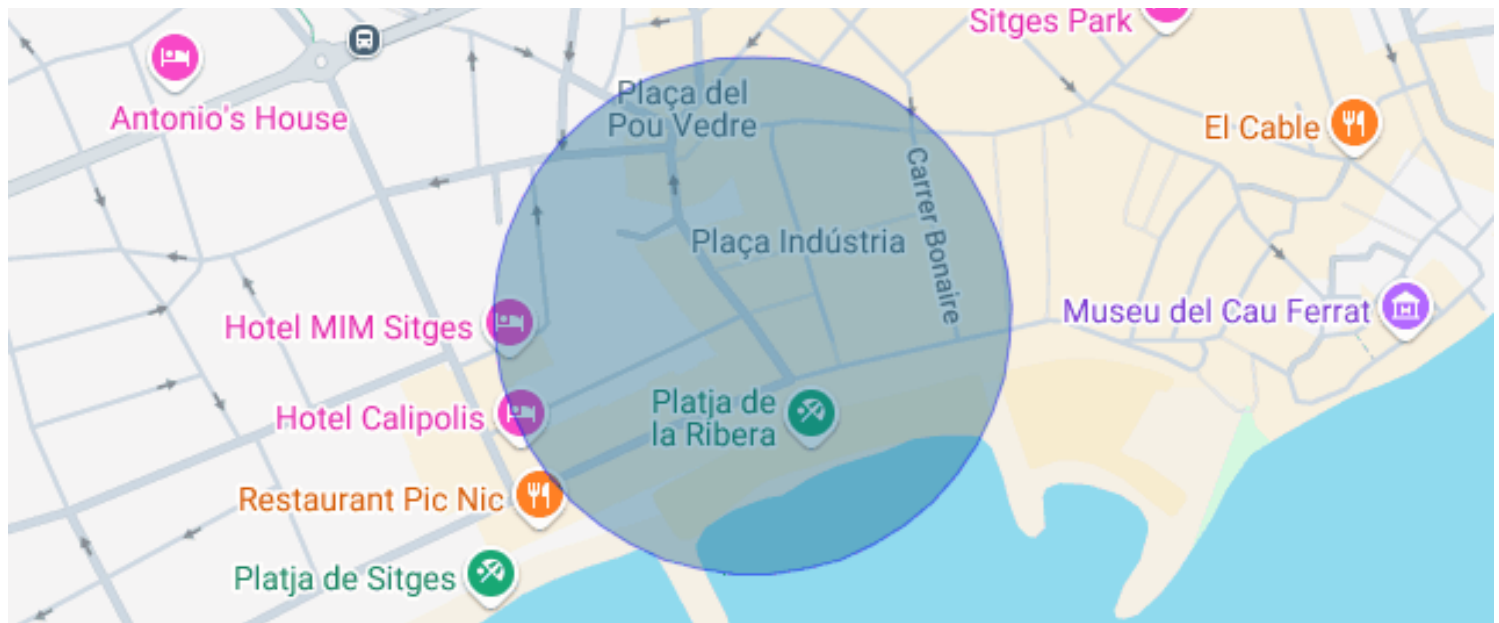 Sitges Park
Antonio's House
Plaça del
Pou Vedre
El Cable
Carrer Bonaire
Plaça Indústria
Museu del Cau Ferrat
Hotel MIM Sitges
Hotel Calipolis
Platja de
la Ribera
Restaurant Pic Nic
Platja de Sitges